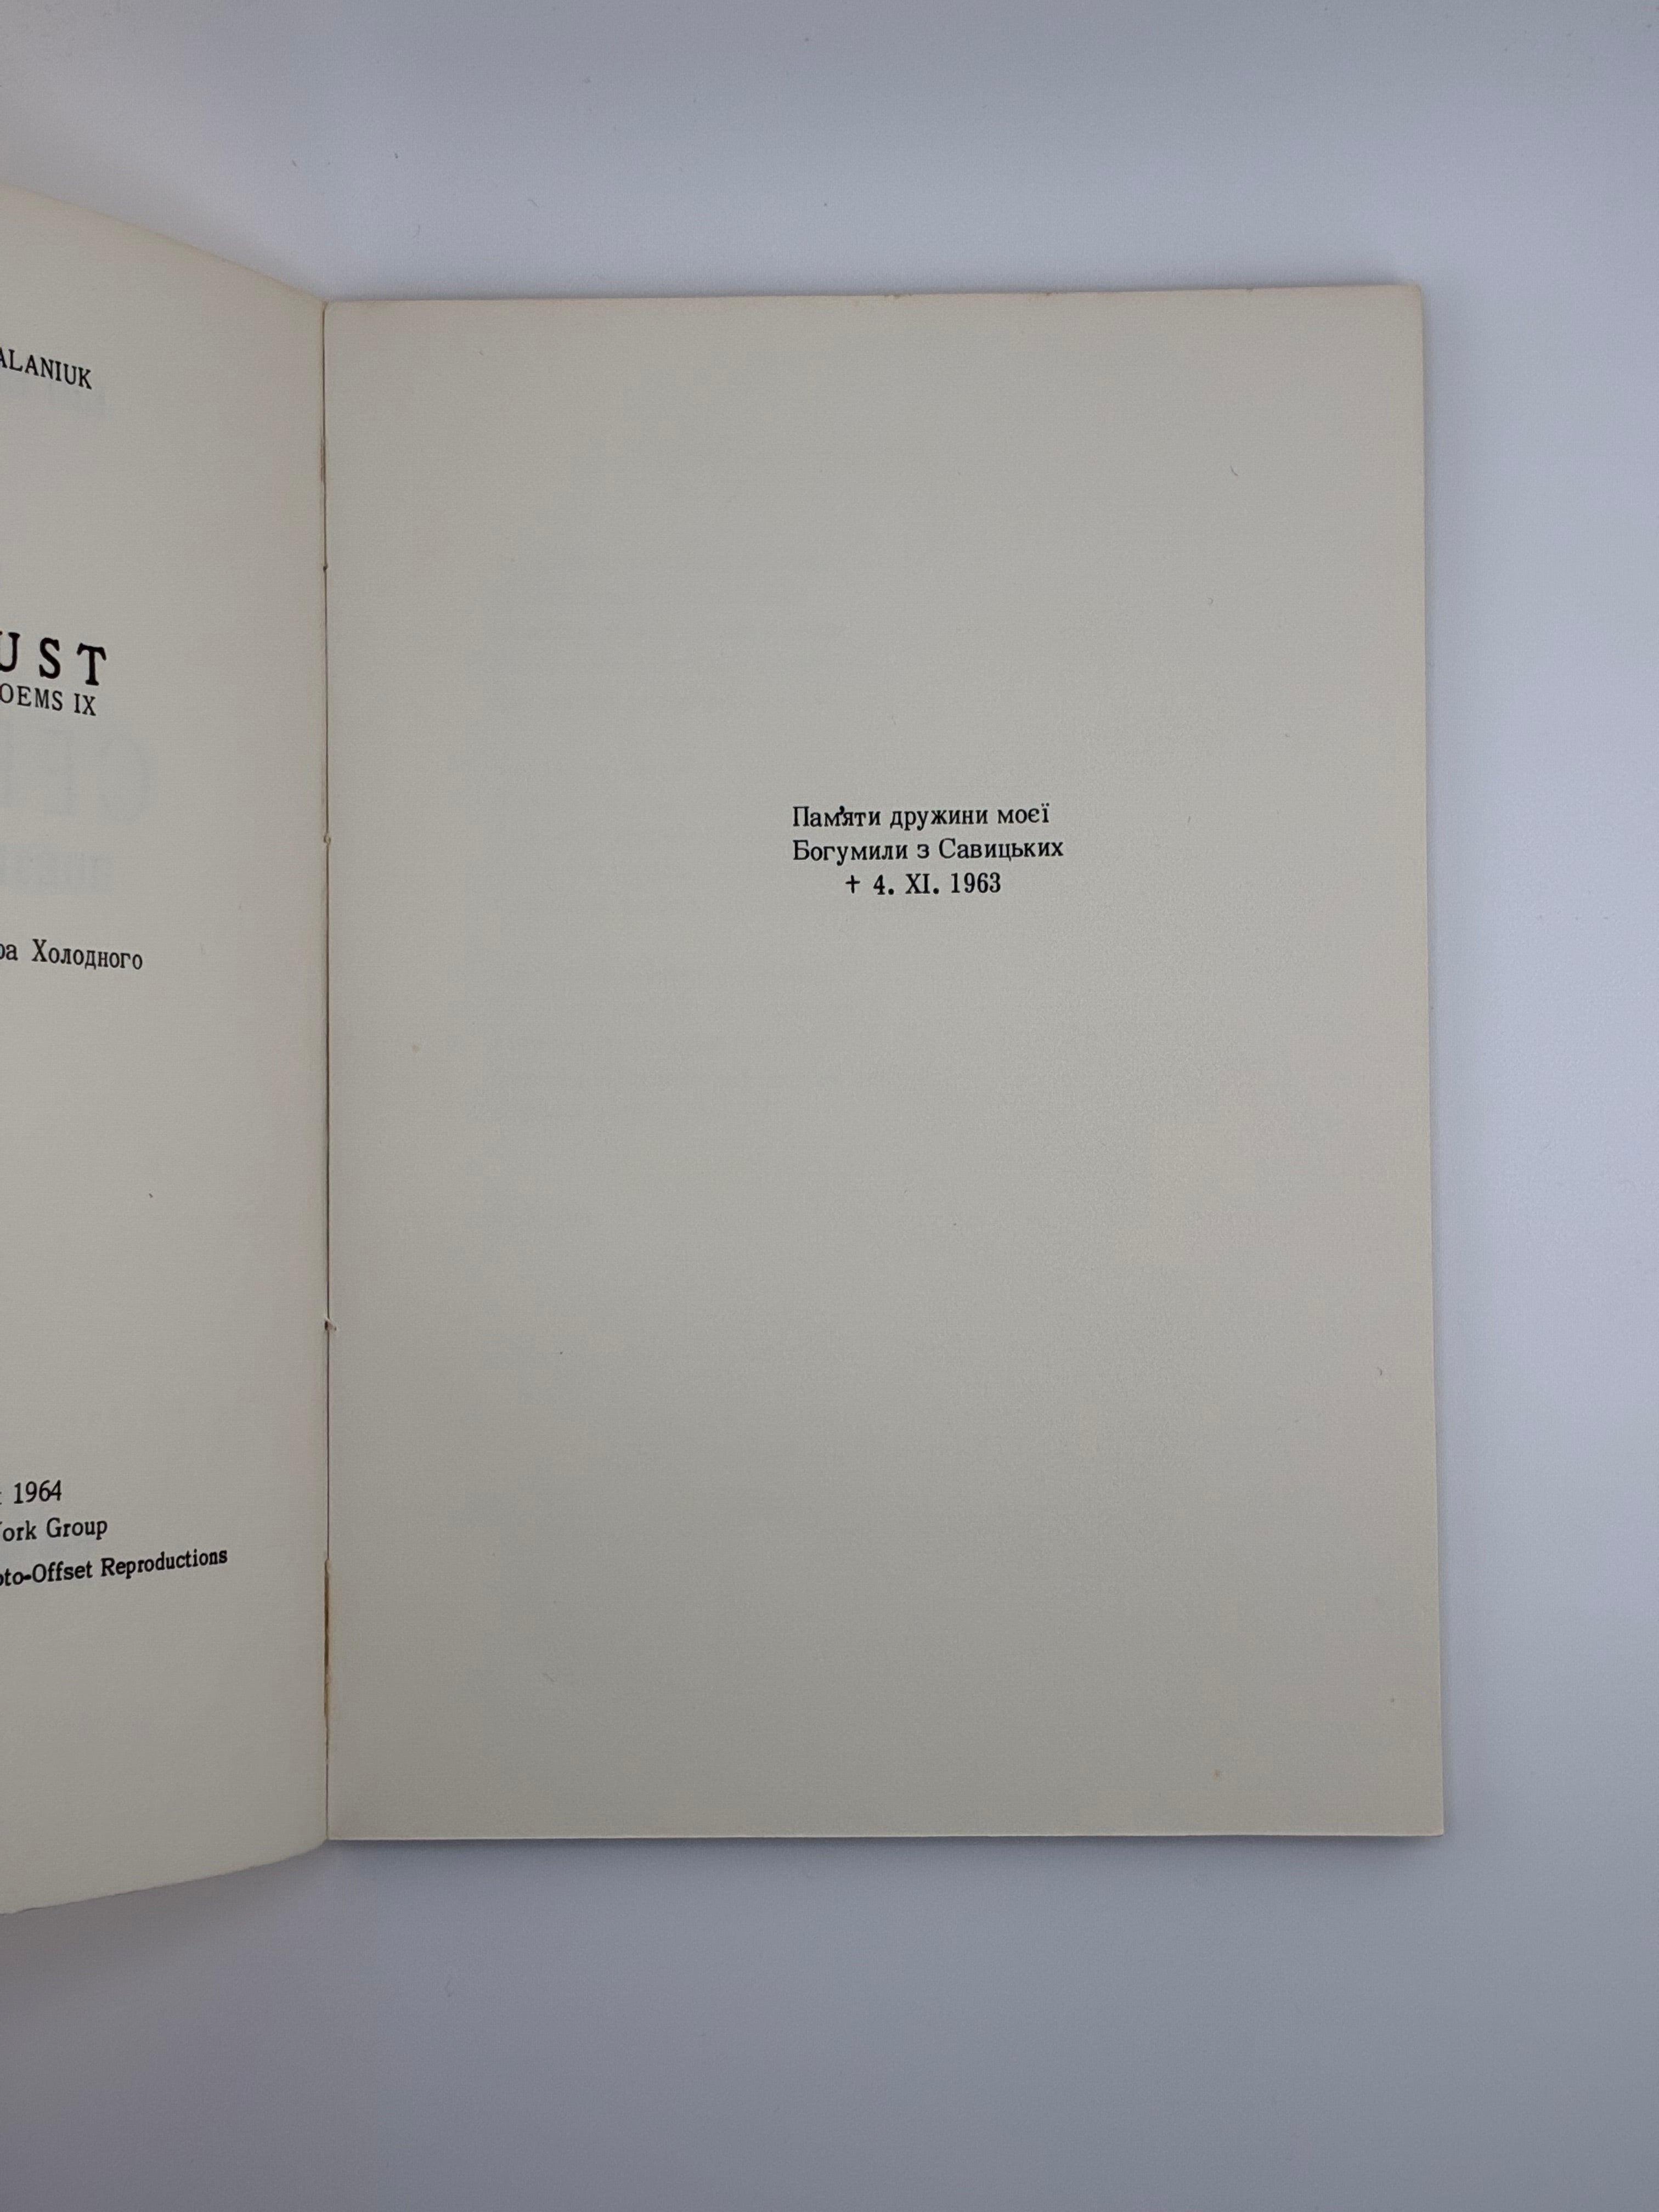 ALANIUK
UST
OEMS IX
ра Холодного
1964
ork Group
oto-Offset Reproductions
Пам'яти дружини моєї
Богумили з Савицьких
† 4. XI. 1963